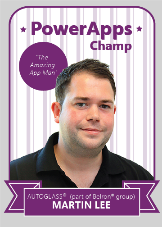 ★ PowerApps ★
Champ
"The
Amazing
App Man
AUTOGLASS® (part of Belron® group)
MARTIN LEE